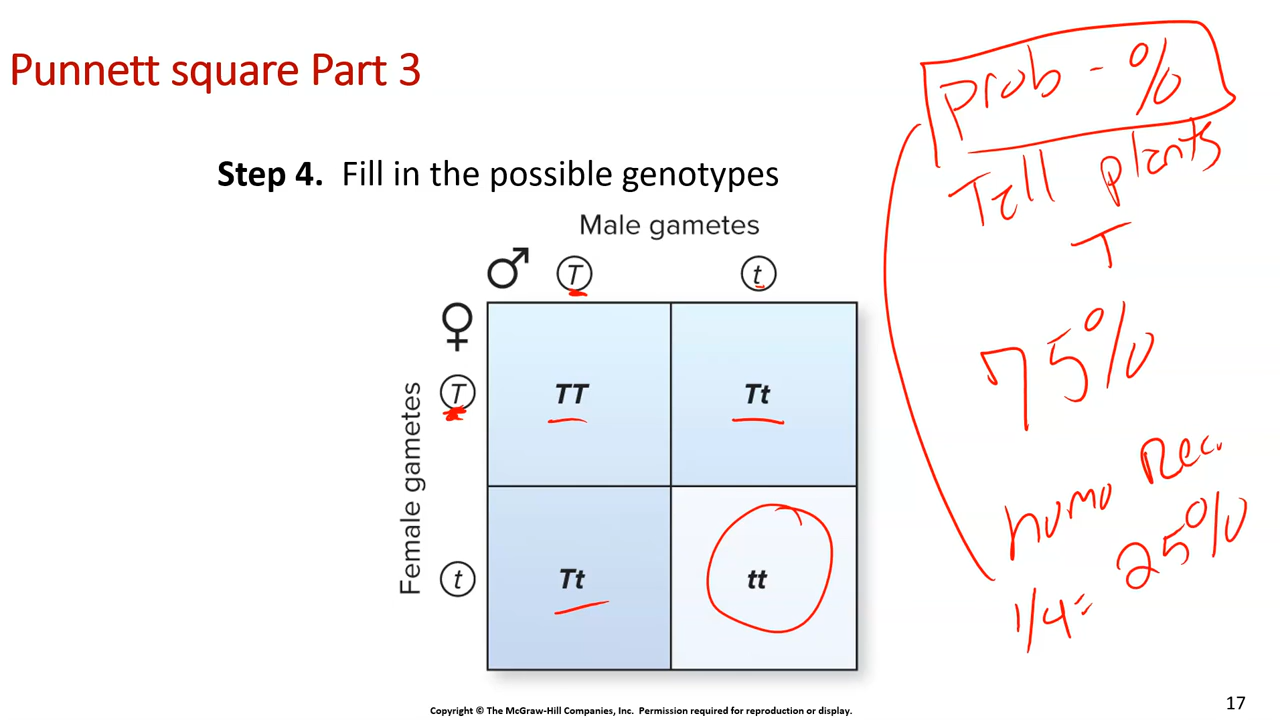 Punnett square Part 3
prob - %
Tall plants
T
75%
homo Rec.
1/4 = 25%
Step 4. Fill in the possible genotypes
Male gametes
♂ T t
♀
Female gametes
T TT Tt
t Tt tt
Copyright © The McGraw-Hill Companies, Inc. Permission required for reproduction or display.
17